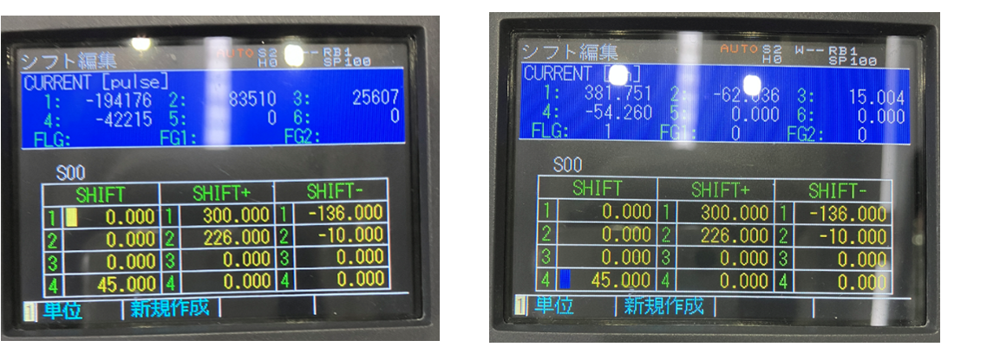 シフト編集 AUTO S2 RB1
H0 SP100
CURRENT [pulse]
1: -194176 2: 83510 3: 25607
4: -42215 5: 0 6: 0
FLG: FG1: FG2:
S00
SHIFT SHIFT+ SHIFT-
1 0.000 1 300.000 1 -136.000
2 0.000 2 226.000 2 -10.000
3 0.000 3 0.000 3 0.000
4 45.000 4 0.000 4 0.000
1 単位 新規作成
シフト編集 AUTO S2 W-- RB1
H0 SP100
CURRENT
1: 381.751 2: 3: 15.004
4: -54.260 5: 0.000 6: 0.000
FLG: 1 FG1: 0 FG2: 0
S00
SHIFT SHIFT+ SHIFT-
1 0.000 1 300.000 1 -136.000
2 0.000 2 226.000 2 -10.000
3 0.000 3 0.000 3 0.000
4 45.000 4 0.000 4 0.000
1 単位 新規作成